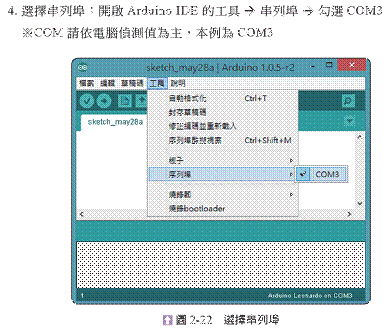 4. 選擇串列埠：開啟 Arduino IDE 的工具 → 串列埠 → 勾選 COM3
※COM 請依電腦偵測值為主，本例為 COM3
sketch_may28a | Arduino 1.0.5-r2
檔案 編輯 草稿碼 工具 說明
sketch_may28a
自動格式化 Ctrl+T
封存草稿碼
修正編碼並重新載入
序列埠監控視窗 Ctrl+Shift+M
板子
序列埠
COM3
燒錄器
燒錄bootloader
1
Arduino Leonardo on COM3
圖 2-22 選擇串列埠